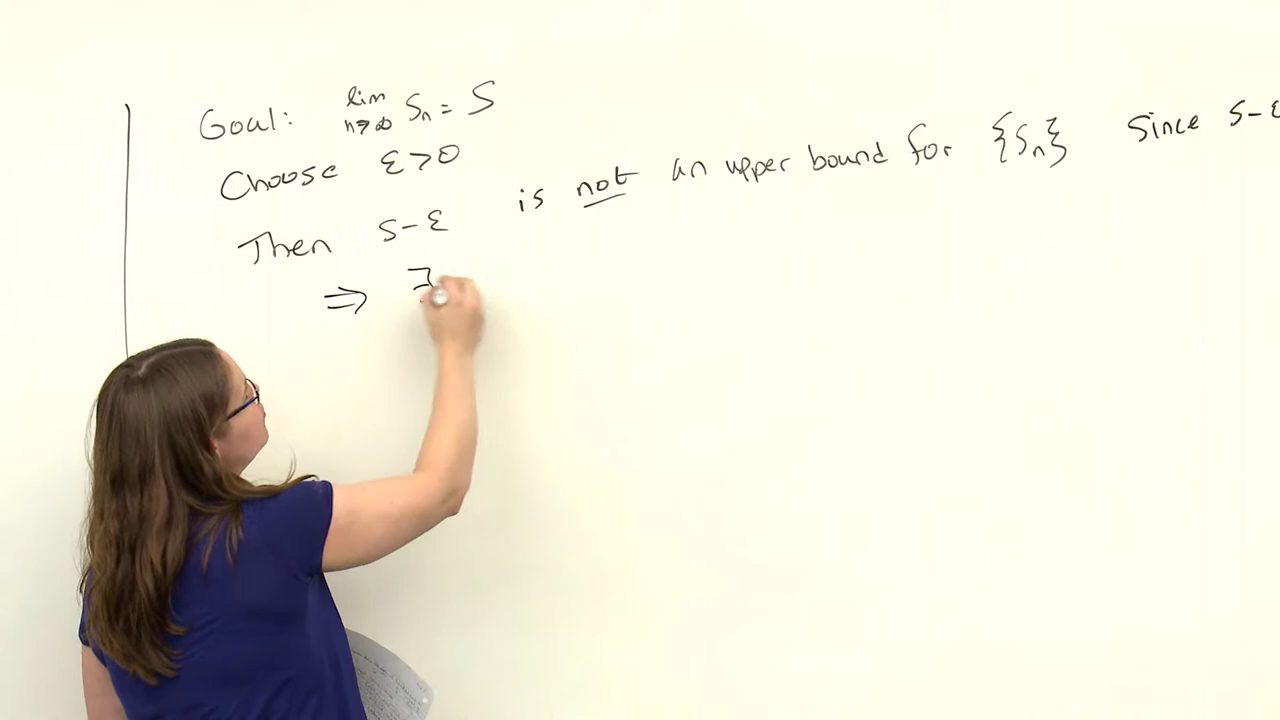 Goal: lim n→∞ Sn = S
Choose ε>0
Then S-ε is not an upper bound for {Sn} Since S-ε
⇒ ∃